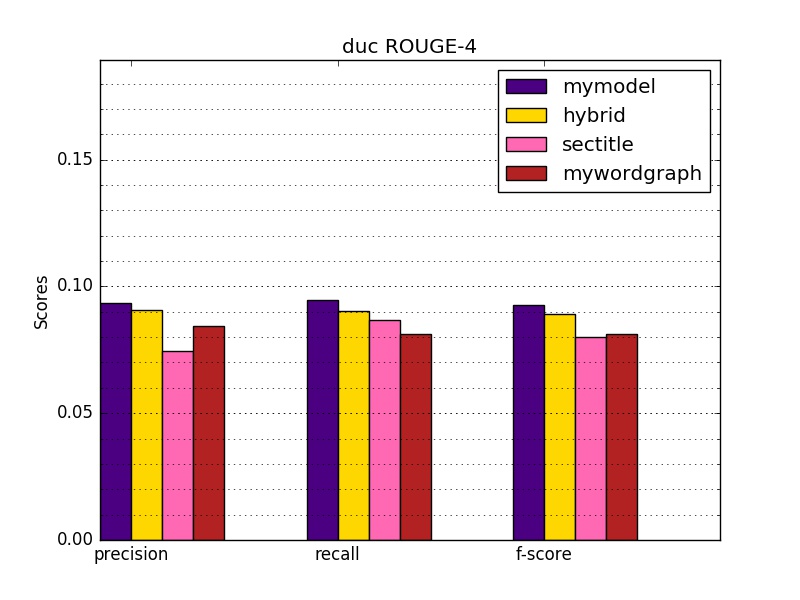 duc ROUGE-4
mymodel
hybrid
sectitle
mywordgraph
Scores
0.15
0.10
0.05
0.00
precision
recall
f-score